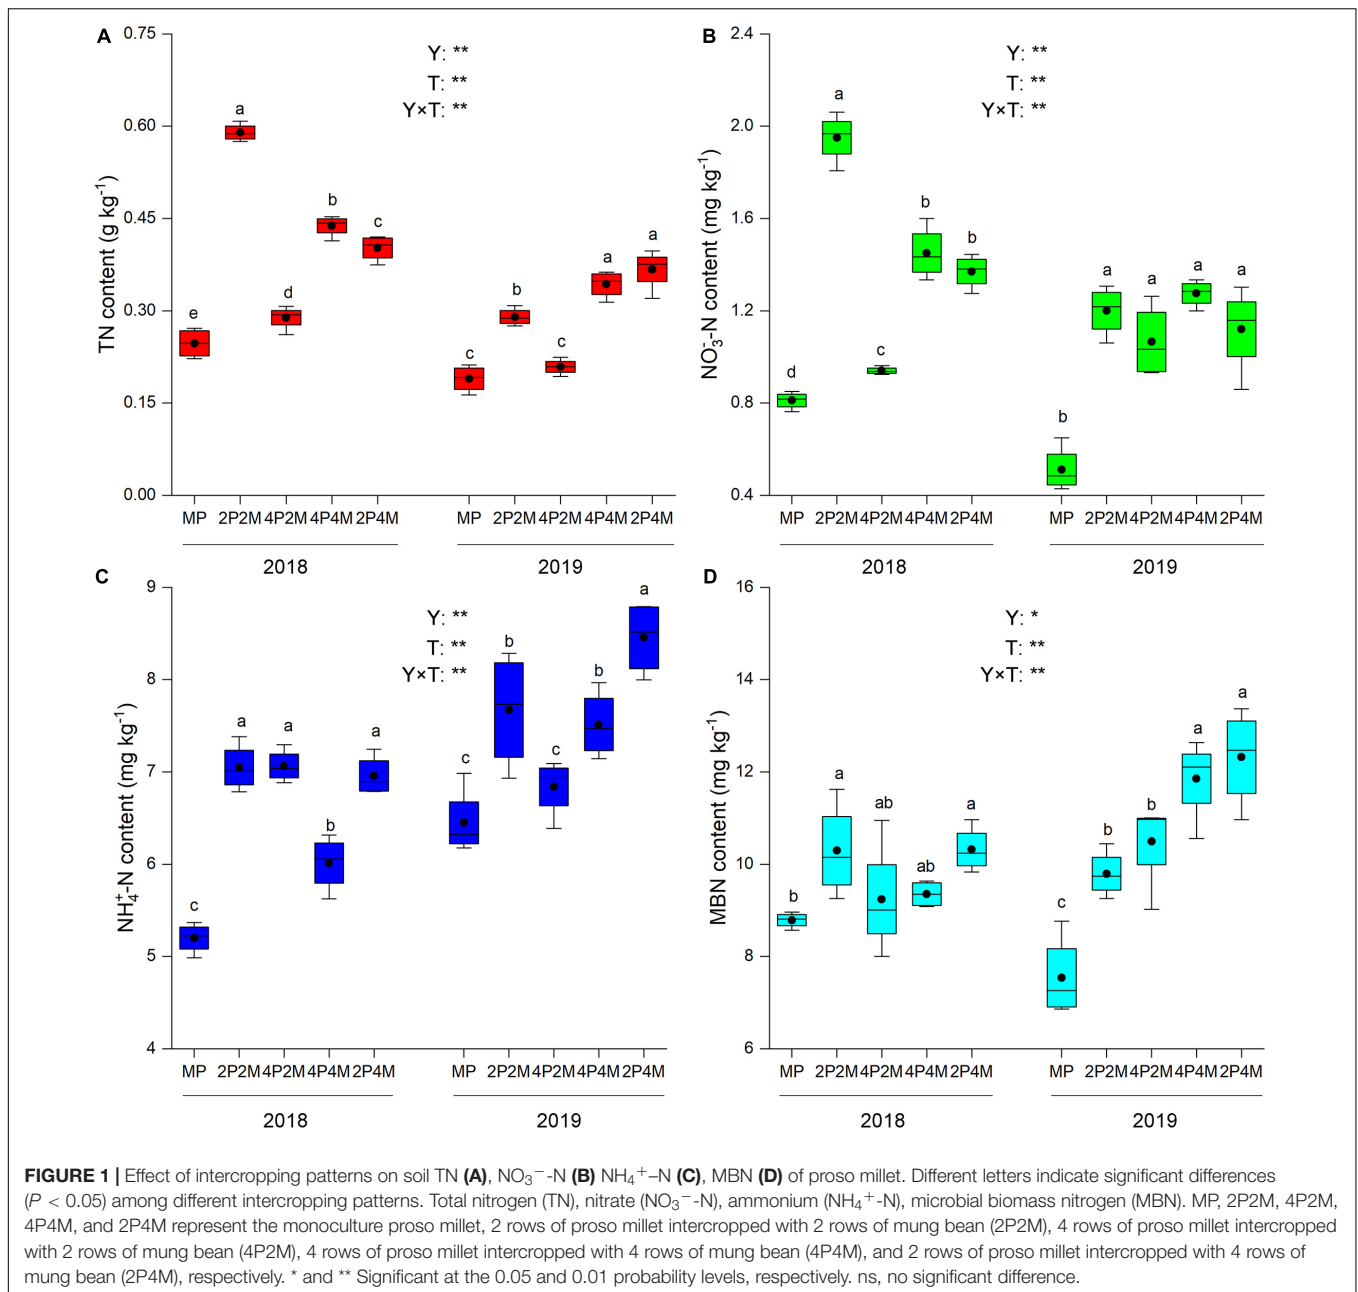 A
0.75
0.60
0.45
0.30
0.15
0.00
TN content (g kg⁻¹)
Y: **
T: **
Y×T: **
e
a
d
b
c
c
b
c
a
a
MP 2P2M 4P2M 4P4M 2P4M MP 2P2M 4P2M 4P4M 2P4M
2018 2019
B
2.4
2.0
1.6
1.2
0.8
0.4
NO₃⁻-N content (mg kg⁻¹)
Y: **
T: **
Y×T: **
d
a
c
b
b
b
a
a
a
a
MP 2P2M 4P2M 4P4M 2P4M MP 2P2M 4P2M 4P4M 2P4M
2018 2019
C
9
8
7
6
5
4
NH₄⁺-N content (mg kg⁻¹)
Y: **
T: **
Y×T: **
c
a
a
b
a
c
b
c
b
a
MP 2P2M 4P2M 4P4M 2P4M MP 2P2M 4P2M 4P4M 2P4M
2018 2019
D
16
14
12
10
8
6
MBN content (mg kg⁻¹)
Y: *
T: **
Y×T: **
b
a
ab
ab
a
c
b
b
a
a
MP 2P2M 4P2M 4P4M 2P4M MP 2P2M 4P2M 4P4M 2P4M
2018 2019
FIGURE 1 | Effect of intercropping patterns on soil TN (A), NO₃⁻-N (B) NH₄⁺–N (C), MBN (D) of proso millet. Different letters indicate significant differences
(P < 0.05) among different intercropping patterns. Total nitrogen (TN), nitrate (NO₃⁻-N), ammonium (NH₄⁺-N), microbial biomass nitrogen (MBN). MP, 2P2M, 4P2M,
4P4M, and 2P4M represent the monoculture proso millet, 2 rows of proso millet intercropped with 2 rows of mung bean (2P2M), 4 rows of proso millet intercropped
with 2 rows of mung bean (4P2M), 4 rows of proso millet intercropped with 4 rows of mung bean (4P4M), and 2 rows of proso millet intercropped with 4 rows of
mung bean (2P4M), respectively. * and ** Significant at the 0.05 and 0.01 probability levels, respectively. ns, no significant difference.